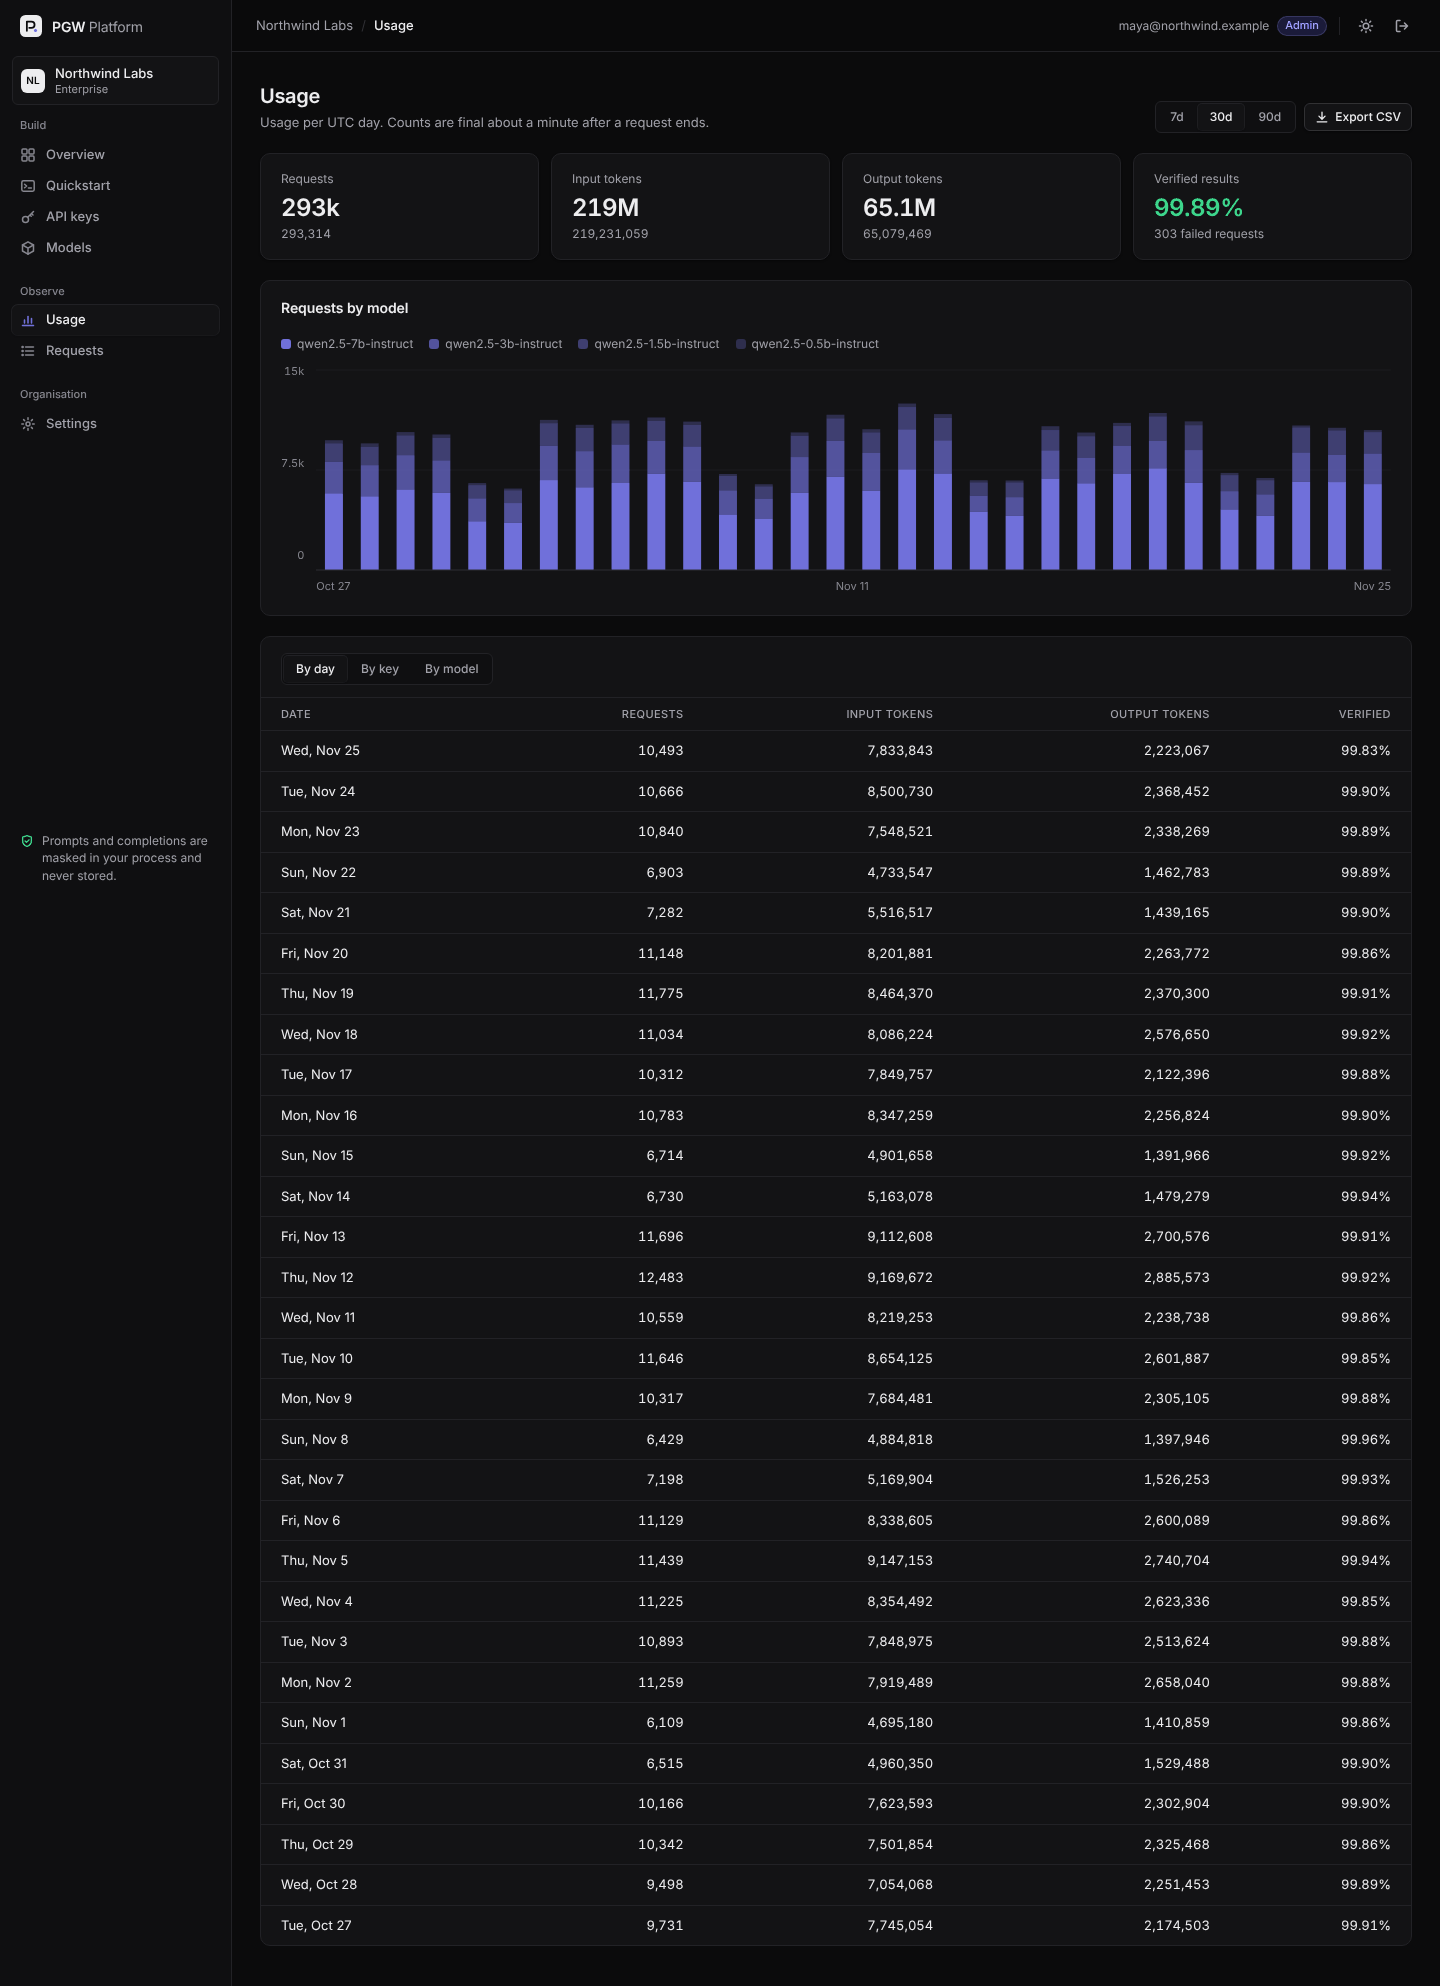 PGW Platform
NL
Northwind Labs
Enterprise
Build
Overview
Quickstart
API keys
Models
Observe
Usage
Requests
Organisation
Settings
Prompts and completions are
masked in your process and
never stored.
Northwind Labs / Usage
maya@northwind.example Admin
Usage
Usage per UTC day. Counts are final about a minute after a request ends.
7d 30d 90d Export CSV
Requests
293k
293,314
Input tokens
219M
219,231,059
Output tokens
65.1M
65,079,469
Verified results
99.89%
303 failed requests
Requests by model
qwen2.5-7b-instruct qwen2.5-3b-instruct qwen2.5-1.5b-instruct qwen2.5-0.5b-instruct
15k
7.5k
0
Oct 27 Nov 11 Nov 25
By day By key By model
DATE REQUESTS INPUT TOKENS OUTPUT TOKENS VERIFIED
Wed, Nov 25 10,493 7,833,843 2,223,067 99.83%
Tue, Nov 24 10,666 8,500,730 2,368,452 99.90%
Mon, Nov 23 10,840 7,548,521 2,338,269 99.89%
Sun, Nov 22 6,903 4,733,547 1,462,783 99.89%
Sat, Nov 21 7,282 5,516,517 1,439,165 99.90%
Fri, Nov 20 11,148 8,201,881 2,263,772 99.86%
Thu, Nov 19 11,775 8,464,370 2,370,300 99.91%
Wed, Nov 18 11,034 8,086,224 2,576,650 99.92%
Tue, Nov 17 10,312 7,849,757 2,122,396 99.88%
Mon, Nov 16 10,783 8,347,259 2,256,824 99.90%
Sun, Nov 15 6,714 4,901,658 1,391,966 99.92%
Sat, Nov 14 6,730 5,163,078 1,479,279 99.94%
Fri, Nov 13 11,696 9,112,608 2,700,576 99.91%
Thu, Nov 12 12,483 9,169,672 2,885,573 99.92%
Wed, Nov 11 10,559 8,219,253 2,238,738 99.86%
Tue, Nov 10 11,646 8,654,125 2,601,887 99.85%
Mon, Nov 9 10,317 7,684,481 2,305,105 99.88%
Sun, Nov 8 6,429 4,884,818 1,397,946 99.96%
Sat, Nov 7 7,198 5,169,904 1,526,253 99.93%
Fri, Nov 6 11,129 8,338,605 2,600,089 99.86%
Thu, Nov 5 11,439 9,147,153 2,740,704 99.94%
Wed, Nov 4 11,225 8,354,492 2,623,336 99.85%
Tue, Nov 3 10,893 7,848,975 2,513,624 99.88%
Mon, Nov 2 11,259 7,919,489 2,658,040 99.88%
Sun, Nov 1 6,109 4,695,180 1,410,859 99.86%
Sat, Oct 31 6,515 4,960,350 1,529,488 99.90%
Fri, Oct 30 10,166 7,623,593 2,302,904 99.90%
Thu, Oct 29 10,342 7,501,854 2,325,468 99.86%
Wed, Oct 28 9,498 7,054,068 2,251,453 99.89%
Tue, Oct 27 9,731 7,745,054 2,174,503 99.91%